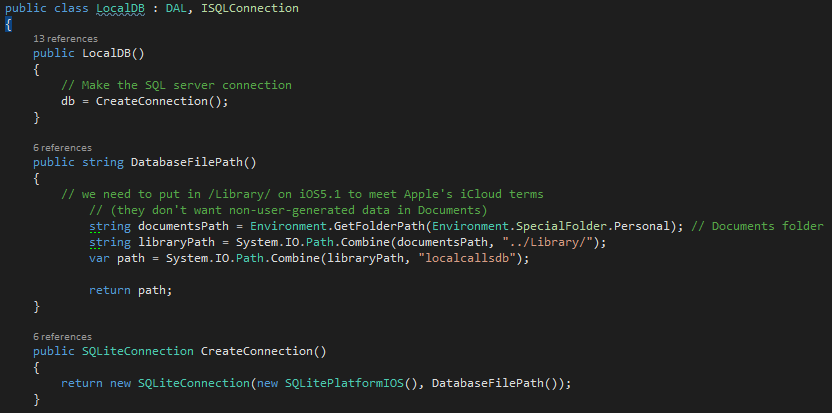 public class LocalDB : DAL, ISQLConnection
{
13 references
public LocalDB()
{
// Make the SQL server connection
db = CreateConnection();
}
6 references
public string DatabaseFilePath()
{
// we need to put in /Library/ on iOS5.1 to meet Apple's iCloud terms
// (they don't want non-user-generated data in Documents)
string documentsPath = Environment.GetFolderPath(Environment.SpecialFolder.Personal); // Documents folder
string libraryPath = System.IO.Path.Combine(documentsPath, "../Library/");
var path = System.IO.Path.Combine(libraryPath, "localcallsdb");
return path;
}
6 references
public SQLiteConnection CreateConnection()
{
return new SQLiteConnection(new SQLitePlatformIOS(), DatabaseFilePath());
}